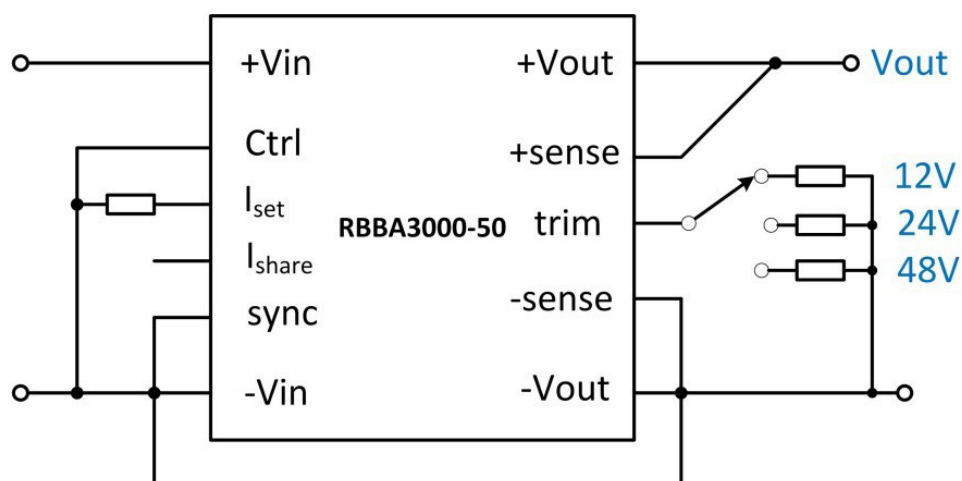 +Vin
Ctrl
Iset
Ishare
sync
-Vin
RBBA3000-50
+Vout
+sense
trim
-sense
-Vout
Vout
12V
24V
48V